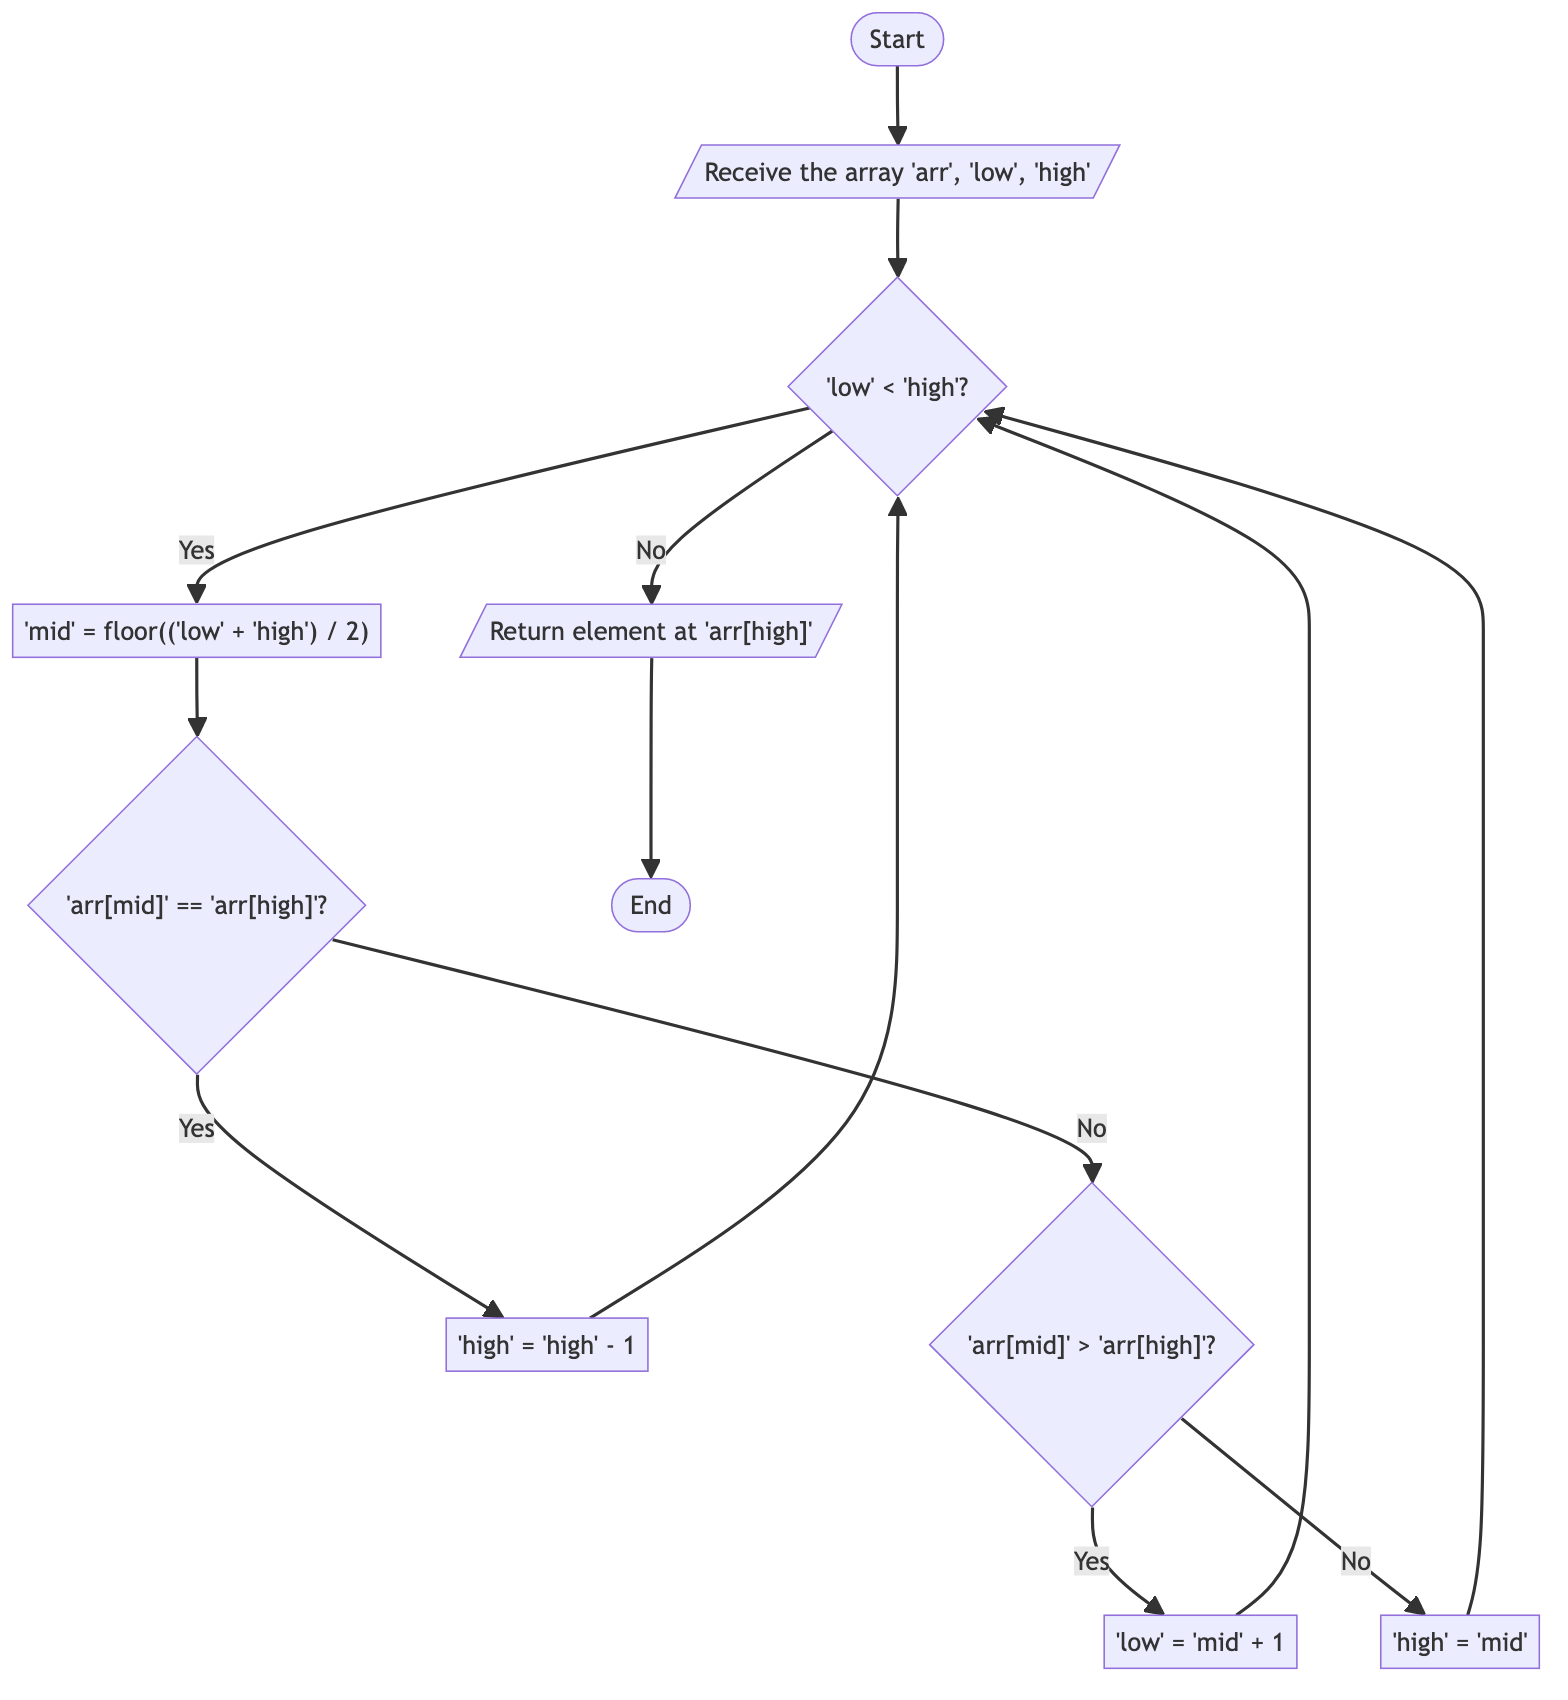 Start
Receive the array 'arr', 'low', 'high'
'low' < 'high'?
Yes
No
'mid' = floor(('low' + 'high') / 2)
Return element at 'arr[high]'
'arr[mid]' == 'arr[high]'?
End
Yes
No
'high' = 'high' - 1
'arr[mid]' > 'arr[high]'?
Yes
No
'low' = 'mid' + 1
'high' = 'mid'